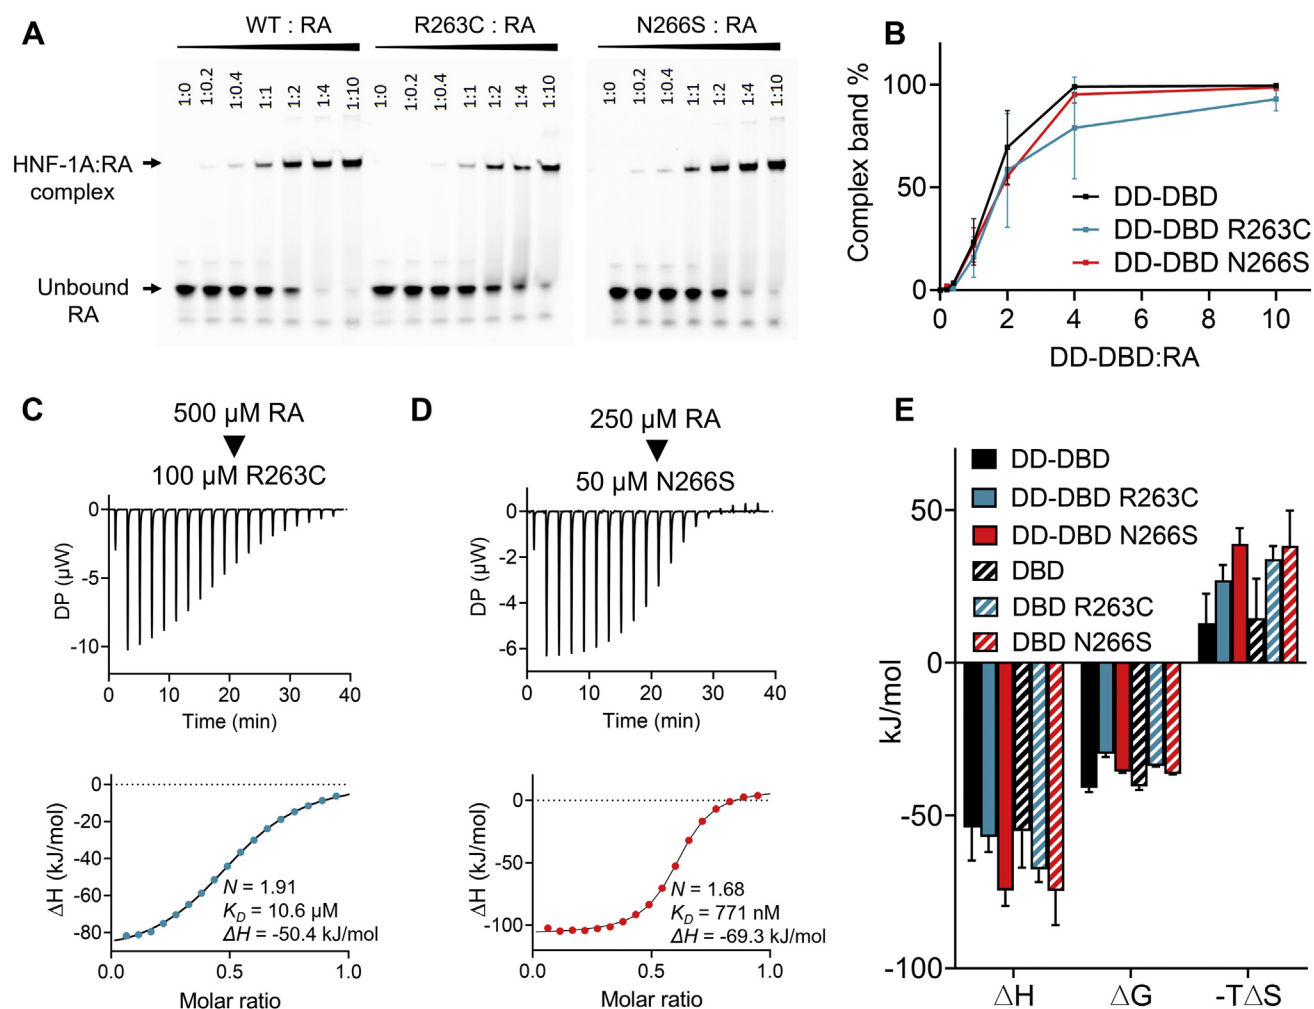 A
WT : RA
R263C : RA
N266S : RA
1:0
1:0.2
1:0.4
1:1
1:2
1:4
1:10
1:0
1:0.2
1:0.4
1:1
1:2
1:4
1:10
1:0
1:0.2
1:0.4
1:1
1:2
1:4
1:10
HNF-1A:RA
complex
Unbound
RA
B
Complex band %
100
50
0
DD-DBD
DD-DBD R263C
DD-DBD N266S
0 2 4 6 8 10
DD-DBD:RA
C
500 µM RA
100 µM R263C
DP (µW)
0
-5
-10
0 10 20 30 40
Time (min)
ΔH (kJ/mol)
0
-20
-40
-60
-80
N = 1.91
K_D = 10.6 µM
ΔH = -50.4 kJ/mol
0.0 0.5 1.0
Molar ratio
D
250 µM RA
50 µM N266S
DP (µW)
0
-2
-4
-6
0 10 20 30 40
Time (min)
ΔH (kJ/mol)
0
-50
-100
N = 1.68
K_D = 771 nM
ΔH = -69.3 kJ/mol
0.0 0.5 1.0
Molar ratio
E
kJ/mol
50
0
-50
-100
DD-DBD
DD-DBD R263C
DD-DBD N266S
DBD
DBD R263C
DBD N266S
ΔH ΔG -TΔS